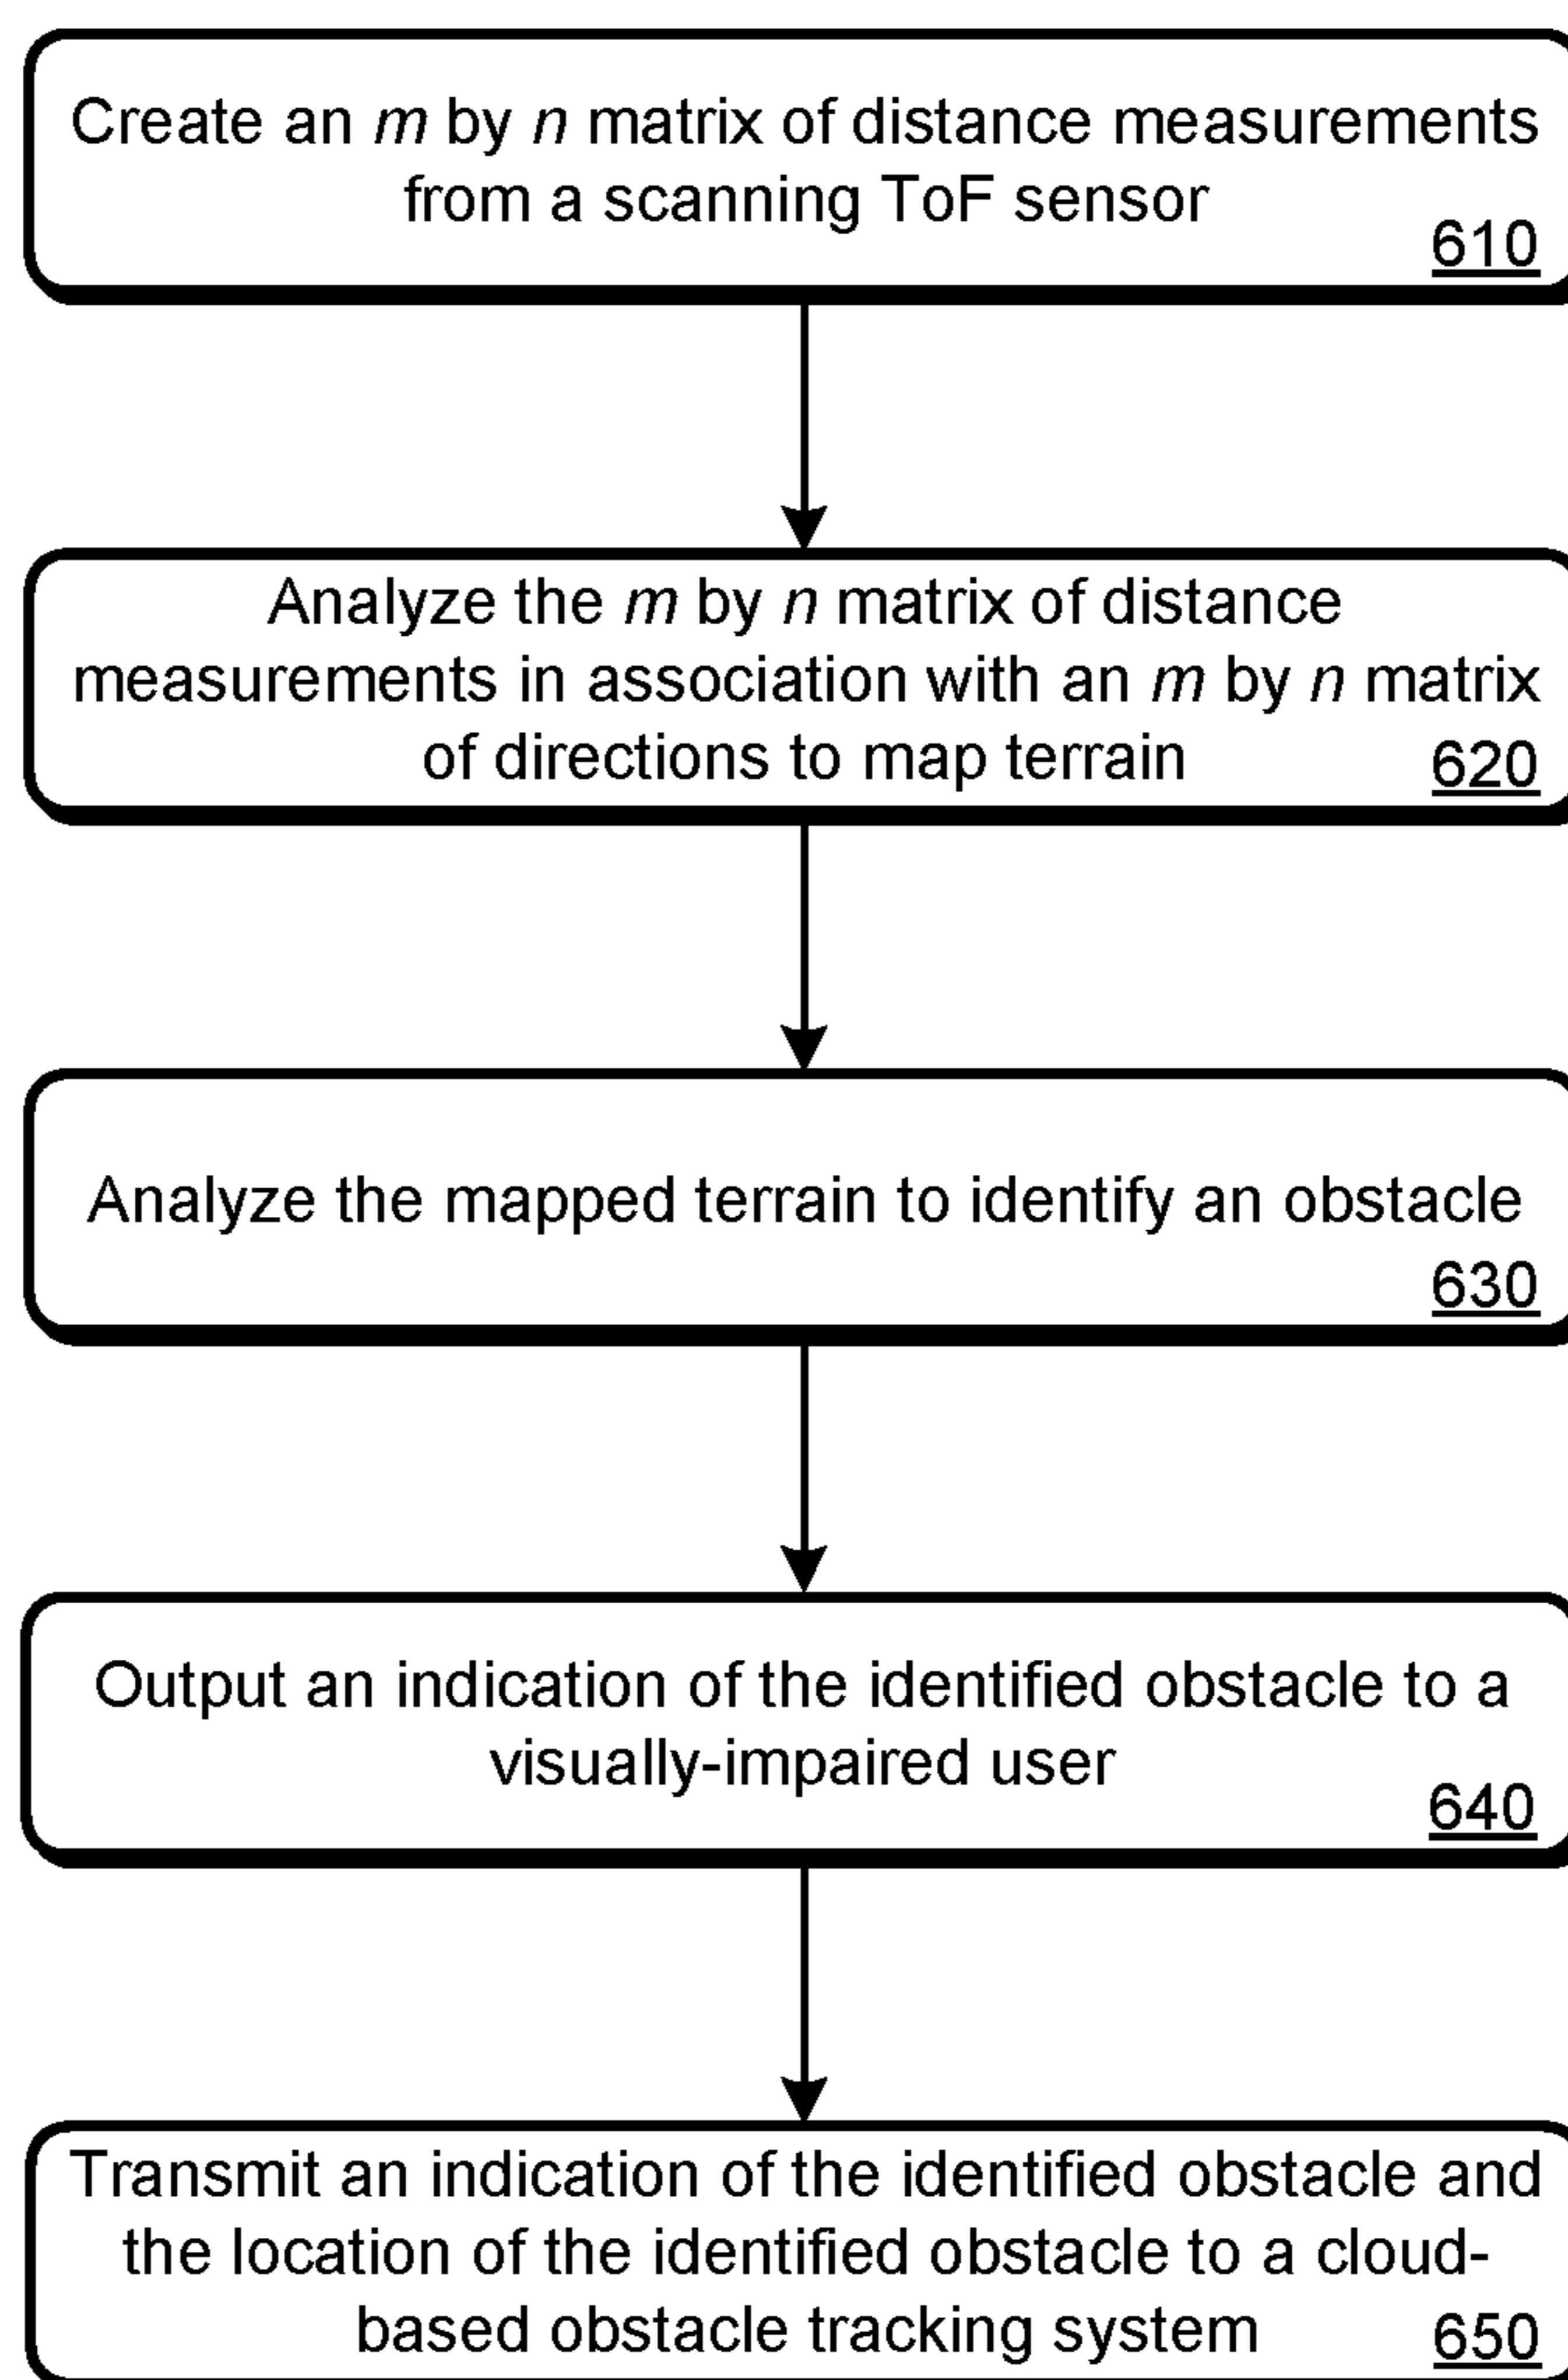 Create an m by n matrix of distance measurements
from a scanning ToF sensor
610
Analyze the m by n matrix of distance
measurements in association with an m by n matrix
of directions to map terrain
620
Analyze the mapped terrain to identify an obstacle
630
Output an indication of the identified obstacle to a
visually-impaired user
640
Transmit an indication of the identified obstacle and
the location of the identified obstacle to a cloud-
based obstacle tracking system
650